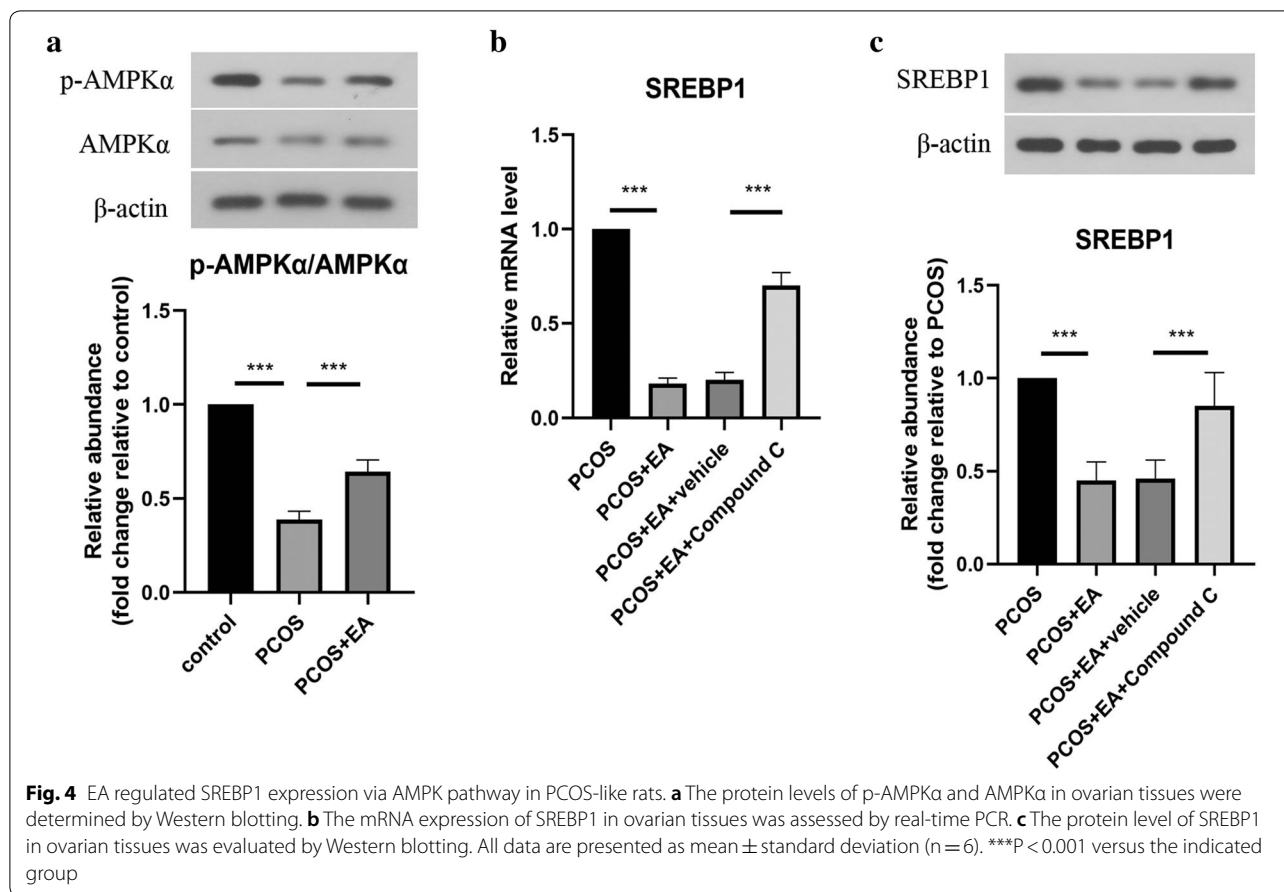 a
p-AMPKα
AMPKα
β-actin
p-AMPKα/AMPKα
Relative abundance
(fold change relative to control)
1.5
1.0
0.5
0.0
***
***
control
PCOS
PCOS+EA
b
SREBP1
Relative mRNA level
1.5
1.0
0.5
0.0
***
***
PCOS
PCOS+EA
PCOS+EA+vehicle
PCOS+EA+Compound C
c
SREBP1
β-actin
SREBP1
Relative abundance
(fold change relative to PCOS)
1.5
1.0
0.5
0.0
***
***
PCOS
PCOS+EA
PCOS+EA+vehicle
PCOS+EA+Compound C
Fig. 4 EA regulated SREBP1 expression via AMPK pathway in PCOS-like rats. a The protein levels of p-AMPKα and AMPKα in ovarian tissues were
determined by Western blotting. b The mRNA expression of SREBP1 in ovarian tissues was assessed by real-time PCR. c The protein level of SREBP1
in ovarian tissues was evaluated by Western blotting. All data are presented as mean ± standard deviation (n = 6). ***P < 0.001 versus the indicated
group